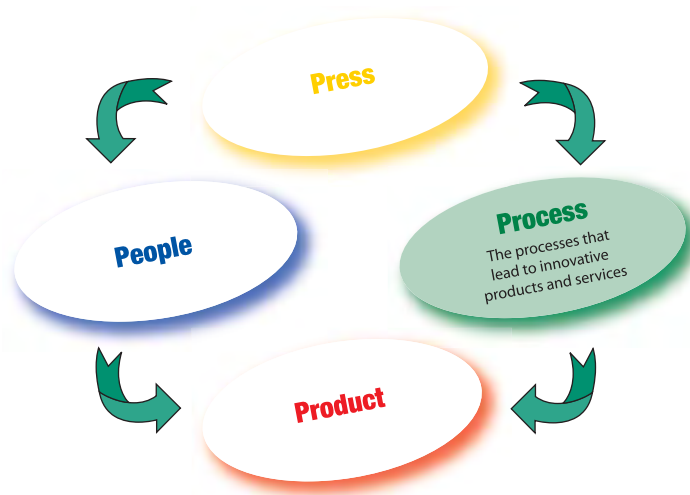 Press
People
Process
The processes that
lead to innovative
products and services
Product